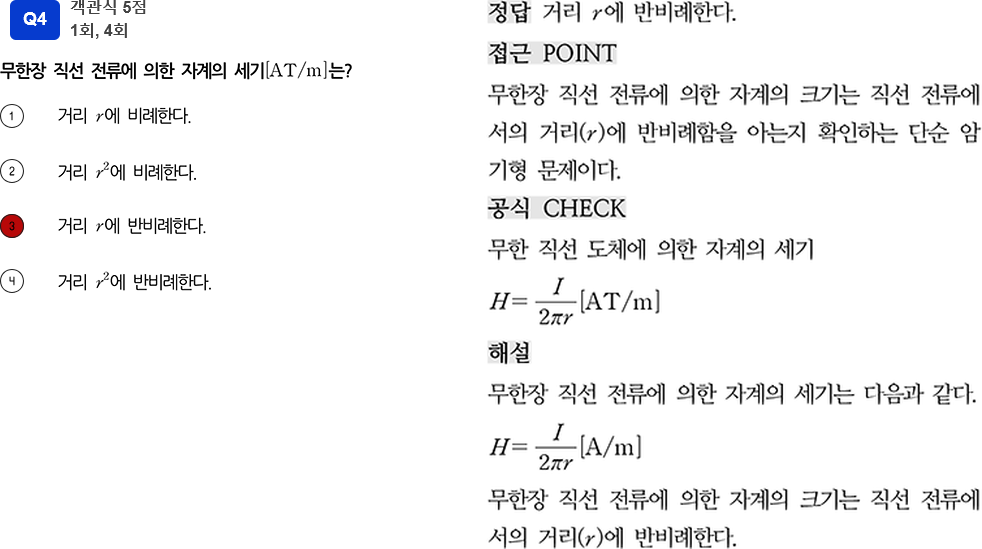 Q4
객관식 5점
1회, 4회
무한장 직선 전류에 의한 자계의 세기[AT/m]는?
1 거리 r에 비례한다.
2 거리 r²에 비례한다.
3 거리 r에 반비례한다.
4 거리 r²에 반비례한다.
정답 거리 r에 반비례한다.
접근 POINT
무한장 직선 전류에 의한 자계의 크기는 직선 전류에
서의 거리(r)에 반비례함을 아는지 확인하는 단순 암
기형 문제이다.
공식 CHECK
무한 직선 도체에 의한 자계의 세기
H=I/2πr[AT/m]
해설
무한장 직선 전류에 의한 자계의 세기는 다음과 같다.
H=I/2πr[A/m]
무한장 직선 전류에 의한 자계의 크기는 직선 전류에
서의 거리(r)에 반비례한다.